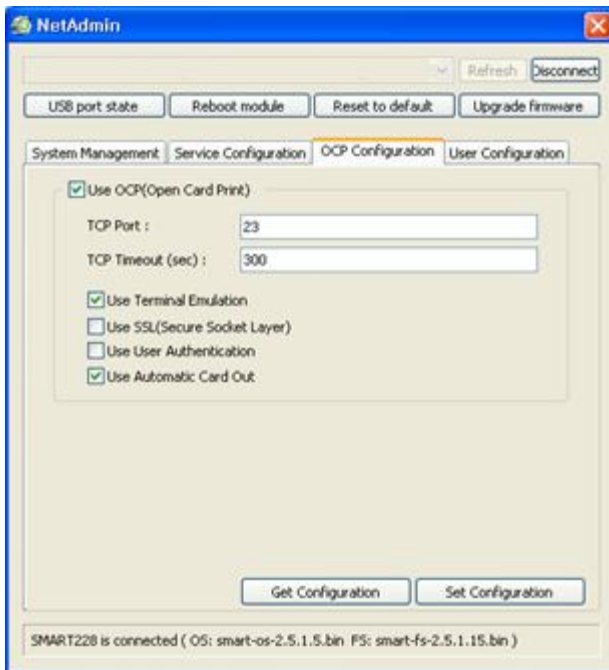 NetAdmin
Refresh Disconnect
USB port state Reboot module Reset to default Upgrade firmware
System Management Service Configuration OCP Configuration User Configuration
Use OCP(Open Card Print)
TCP Port : 23
TCP Timeout (sec) : 300
Use Terminal Emulation
Use SSL(Secure Socket Layer)
Use User Authentication
Use Automatic Card Out
Get Configuration Set Configuration
SMART228 is connected ( OS: smart-os-2.5.1.5.bin FS: smart-fs-2.5.1.15.bin )